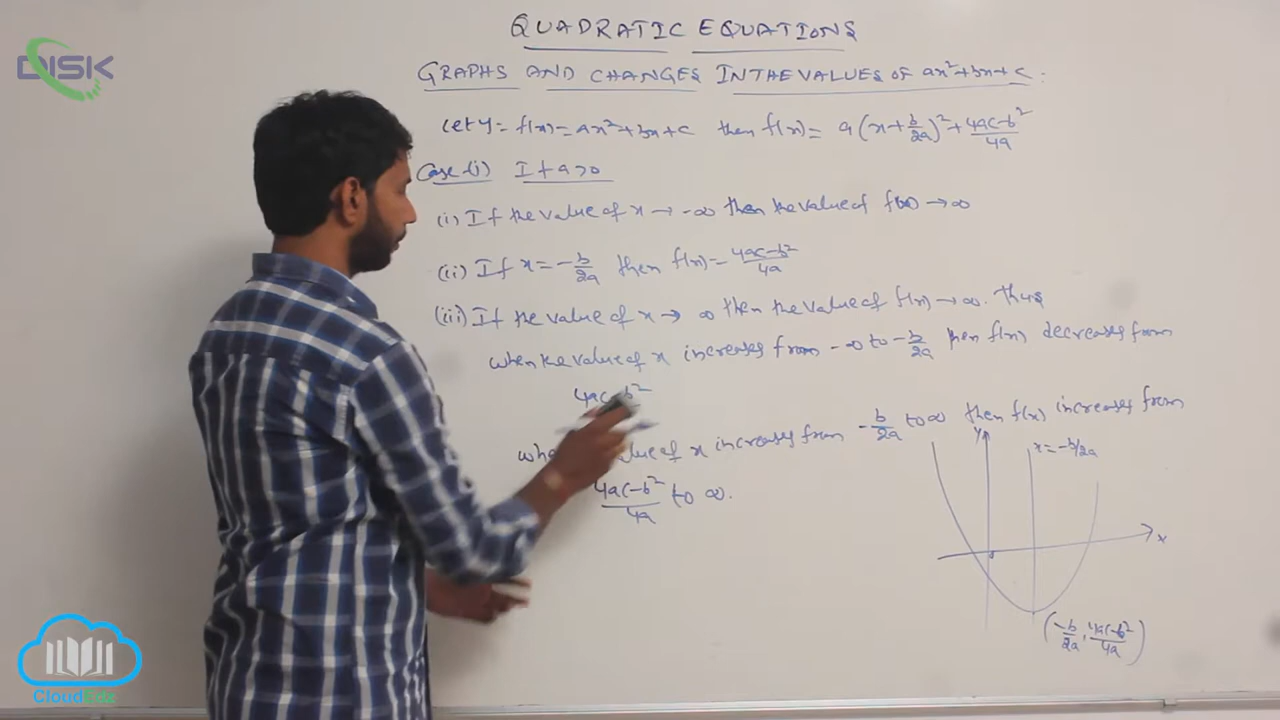 QUADRATIC EQUATIONS
DISK
GRAPHS AND CHANGES IN THE VALUES OF ax²+bx+c :
Let y = f(x) = ax²+bx+c then f(x) = a(x+b/2a)²+(4ac-b²)/4a
Case (i) If a>0
(i) If the value of x → -∞ then the value of f(x) → ∞
(ii) If x = -b/2a then f(x) = (4ac-b²)/4a
(iii) If the value of x → ∞ then the value of f(x) → ∞. Thus
when the value of x increases from -∞ to -b/2a then f(x) decreases from
4ac-b²
value of x increases from -b/2a to ∞ then f(x) increases from
(4ac-b²)/4a to ∞.
y
x = -b/2a
x
(-b/2a, (4ac-b²)/4a)
CloudEdz